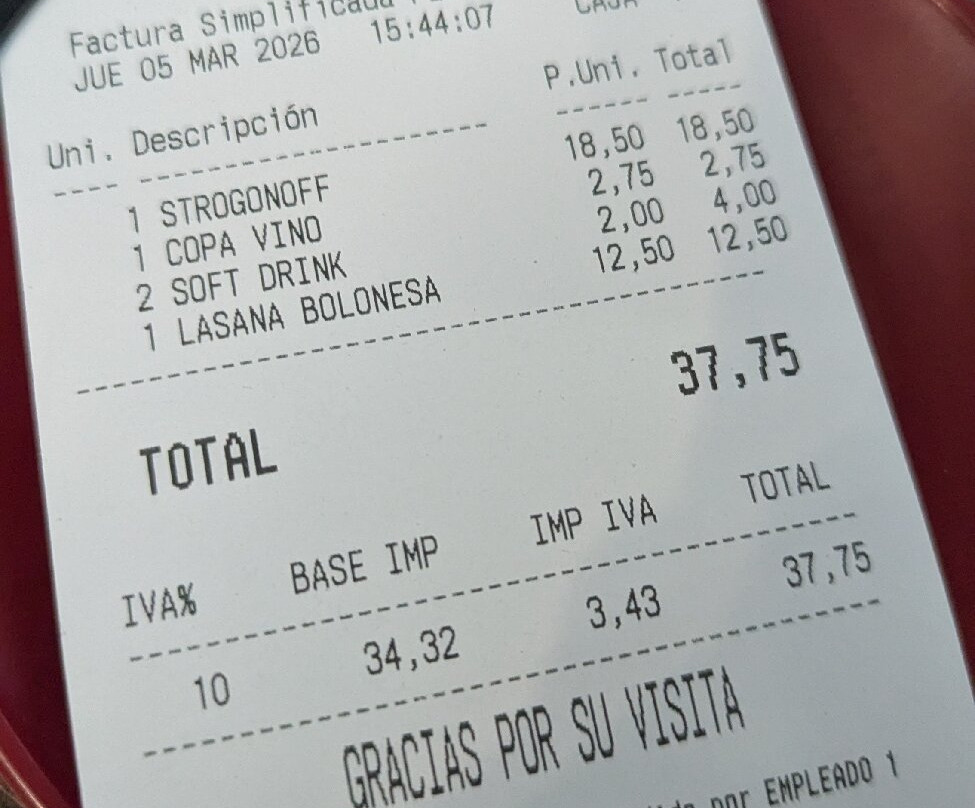 Factura Simplificada
JUE 05 MAR 2026 15:44:07 CAJA
Uni. Descripción P.Uni. Total
1 STROGONOFF 18,50 18,50
1 COPA VINO 2,75 2,75
2 SOFT DRINK 2,00 4,00
1 LASANA BOLONESA 12,50 12,50
TOTAL 37,75
IVA% BASE IMP IMP IVA TOTAL
10 34,32 3,43 37,75
GRACIAS POR SU VISITA
por EMPLEADO 1